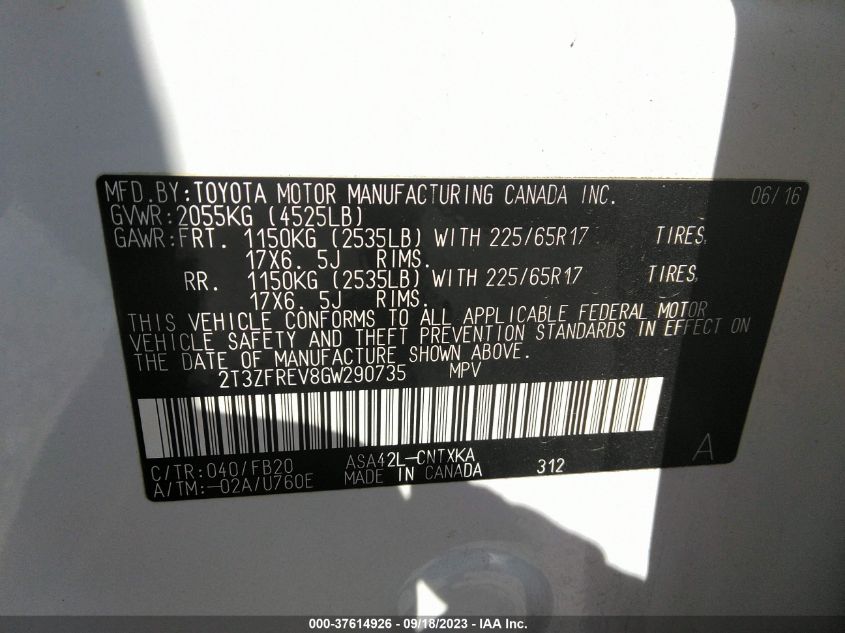 MFD.BY:TOYOTA MOTOR MANUFACTURING CANADA INC. 06/16
GVWR:2055KG (4525LB)
GAWR:FRT. 1150KG (2535LB) WITH 225/65R17 TIRES,
17X6.5J RIMS.
RR. 1150KG (2535LB) WITH 225/65R17 TIRES,
17X6.5J RIMS.
THIS VEHICLE CONFORMS TO ALL APPLICABLE FEDERAL MOTOR
VEHICLE SAFETY AND THEFT PREVENTION STANDARDS IN EFFECT ON
THE DATE OF MANUFACTURE SHOWN ABOVE.
2T3ZFREV8GW290735 MPV
C/TR:040/FB20 ASA42L-CNTXKA A
A/TM:-02A/U760E MADE IN CANADA 312
000-37614926 - 09/18/2023 - IAA Inc.